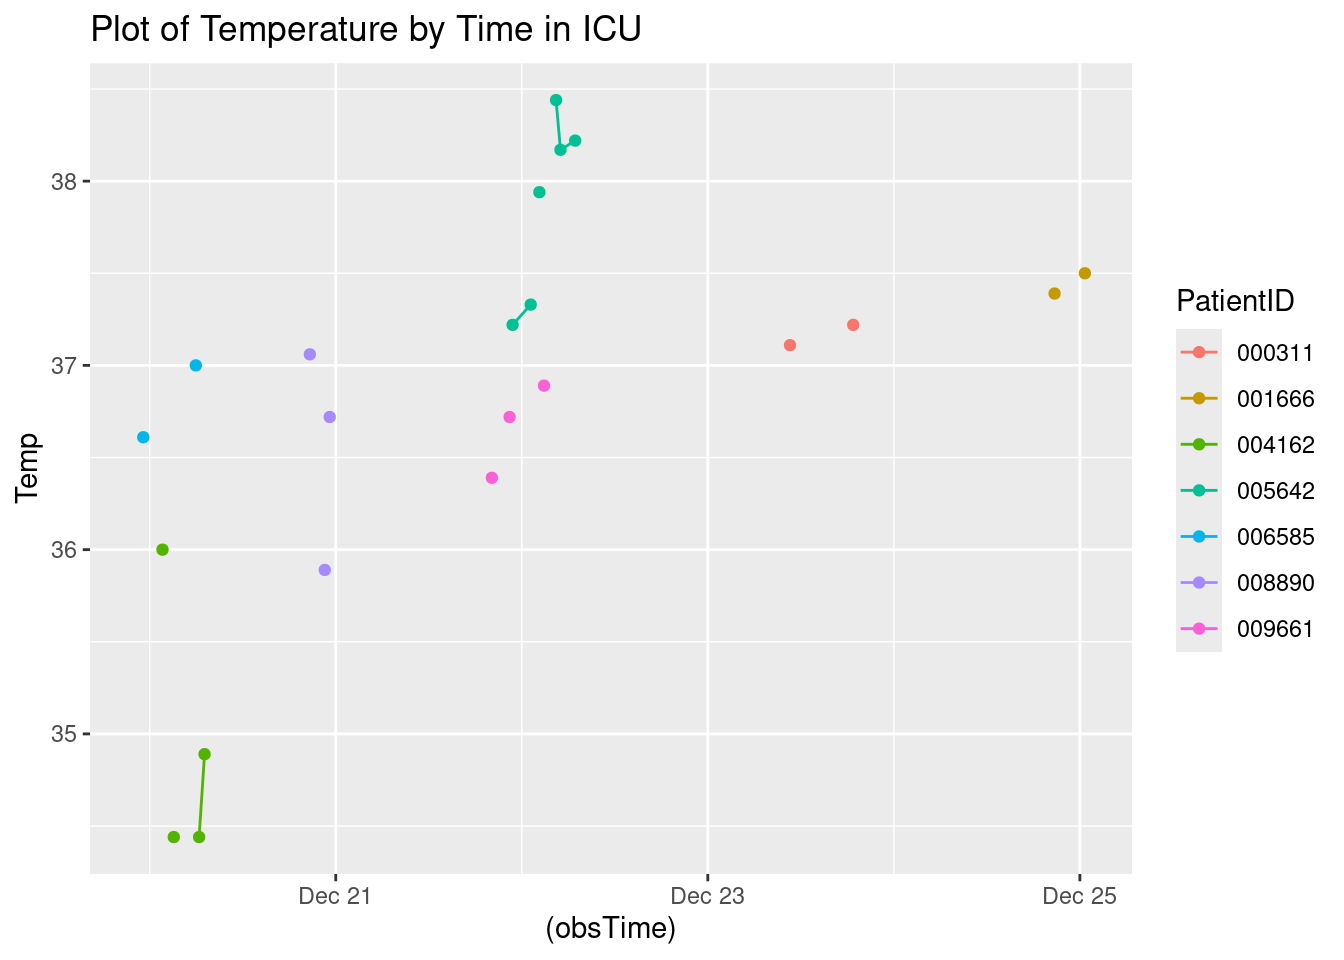 Plot of Temperature by Time in ICU
Temp
38
37
36
35
Dec 21
Dec 23
Dec 25
(obsTime)
PatientID
000311
001666
004162
005642
006585
008890
009661